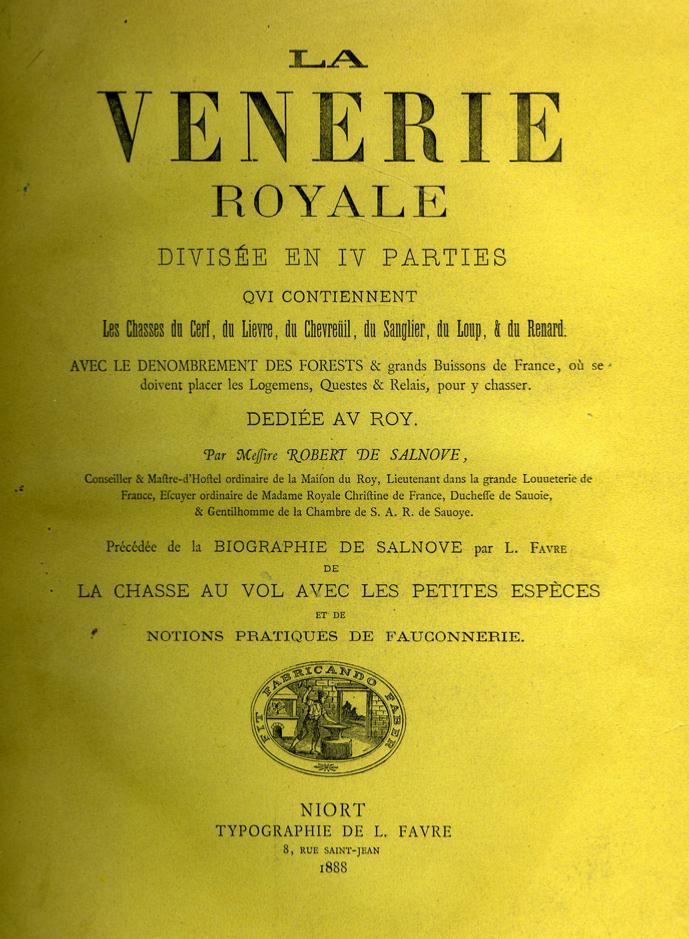 LA
VENERIE
ROYALE
DIVISÉE EN IV PARTIES
QVI CONTIENNENT
Les Chasses du Cerf, du Lievre, du Chevreüil, du Sanglier, du Loup, & du Renard.
AVEC LE DENOMBREMENT DES FORESTS & grands Buissons de France, où se
doivent placer les Logemens, Questes & Relais, pour y chasser.
DEDIÉE AV ROY.
Par Meſſire ROBERT DE SALNOVE,
Conseiller & Maſtre-d'Hoſtel ordinaire de la Maiſon du Roy, Lieutenant dans la grande Louueterie de
France, Eſcuyer ordinaire de Madame Royale Chriſtine de France, Ducheſſe de Sauoie,
& Gentilhomme de la Chambre de S. A. R. de Sauoye.
Précédée de la BIOGRAPHIE DE SALNOVE par L. FAVRE
DE
LA CHASSE AU VOL AVEC LES PETITES ESPÈCES
ET DE
NOTIONS PRATIQUES DE FAUCONNERIE.
FIT FABRICANDO FABER
NIORT
TYPOGRAPHIE DE L. FAVRE
8, RUE SAINT-JEAN
1888